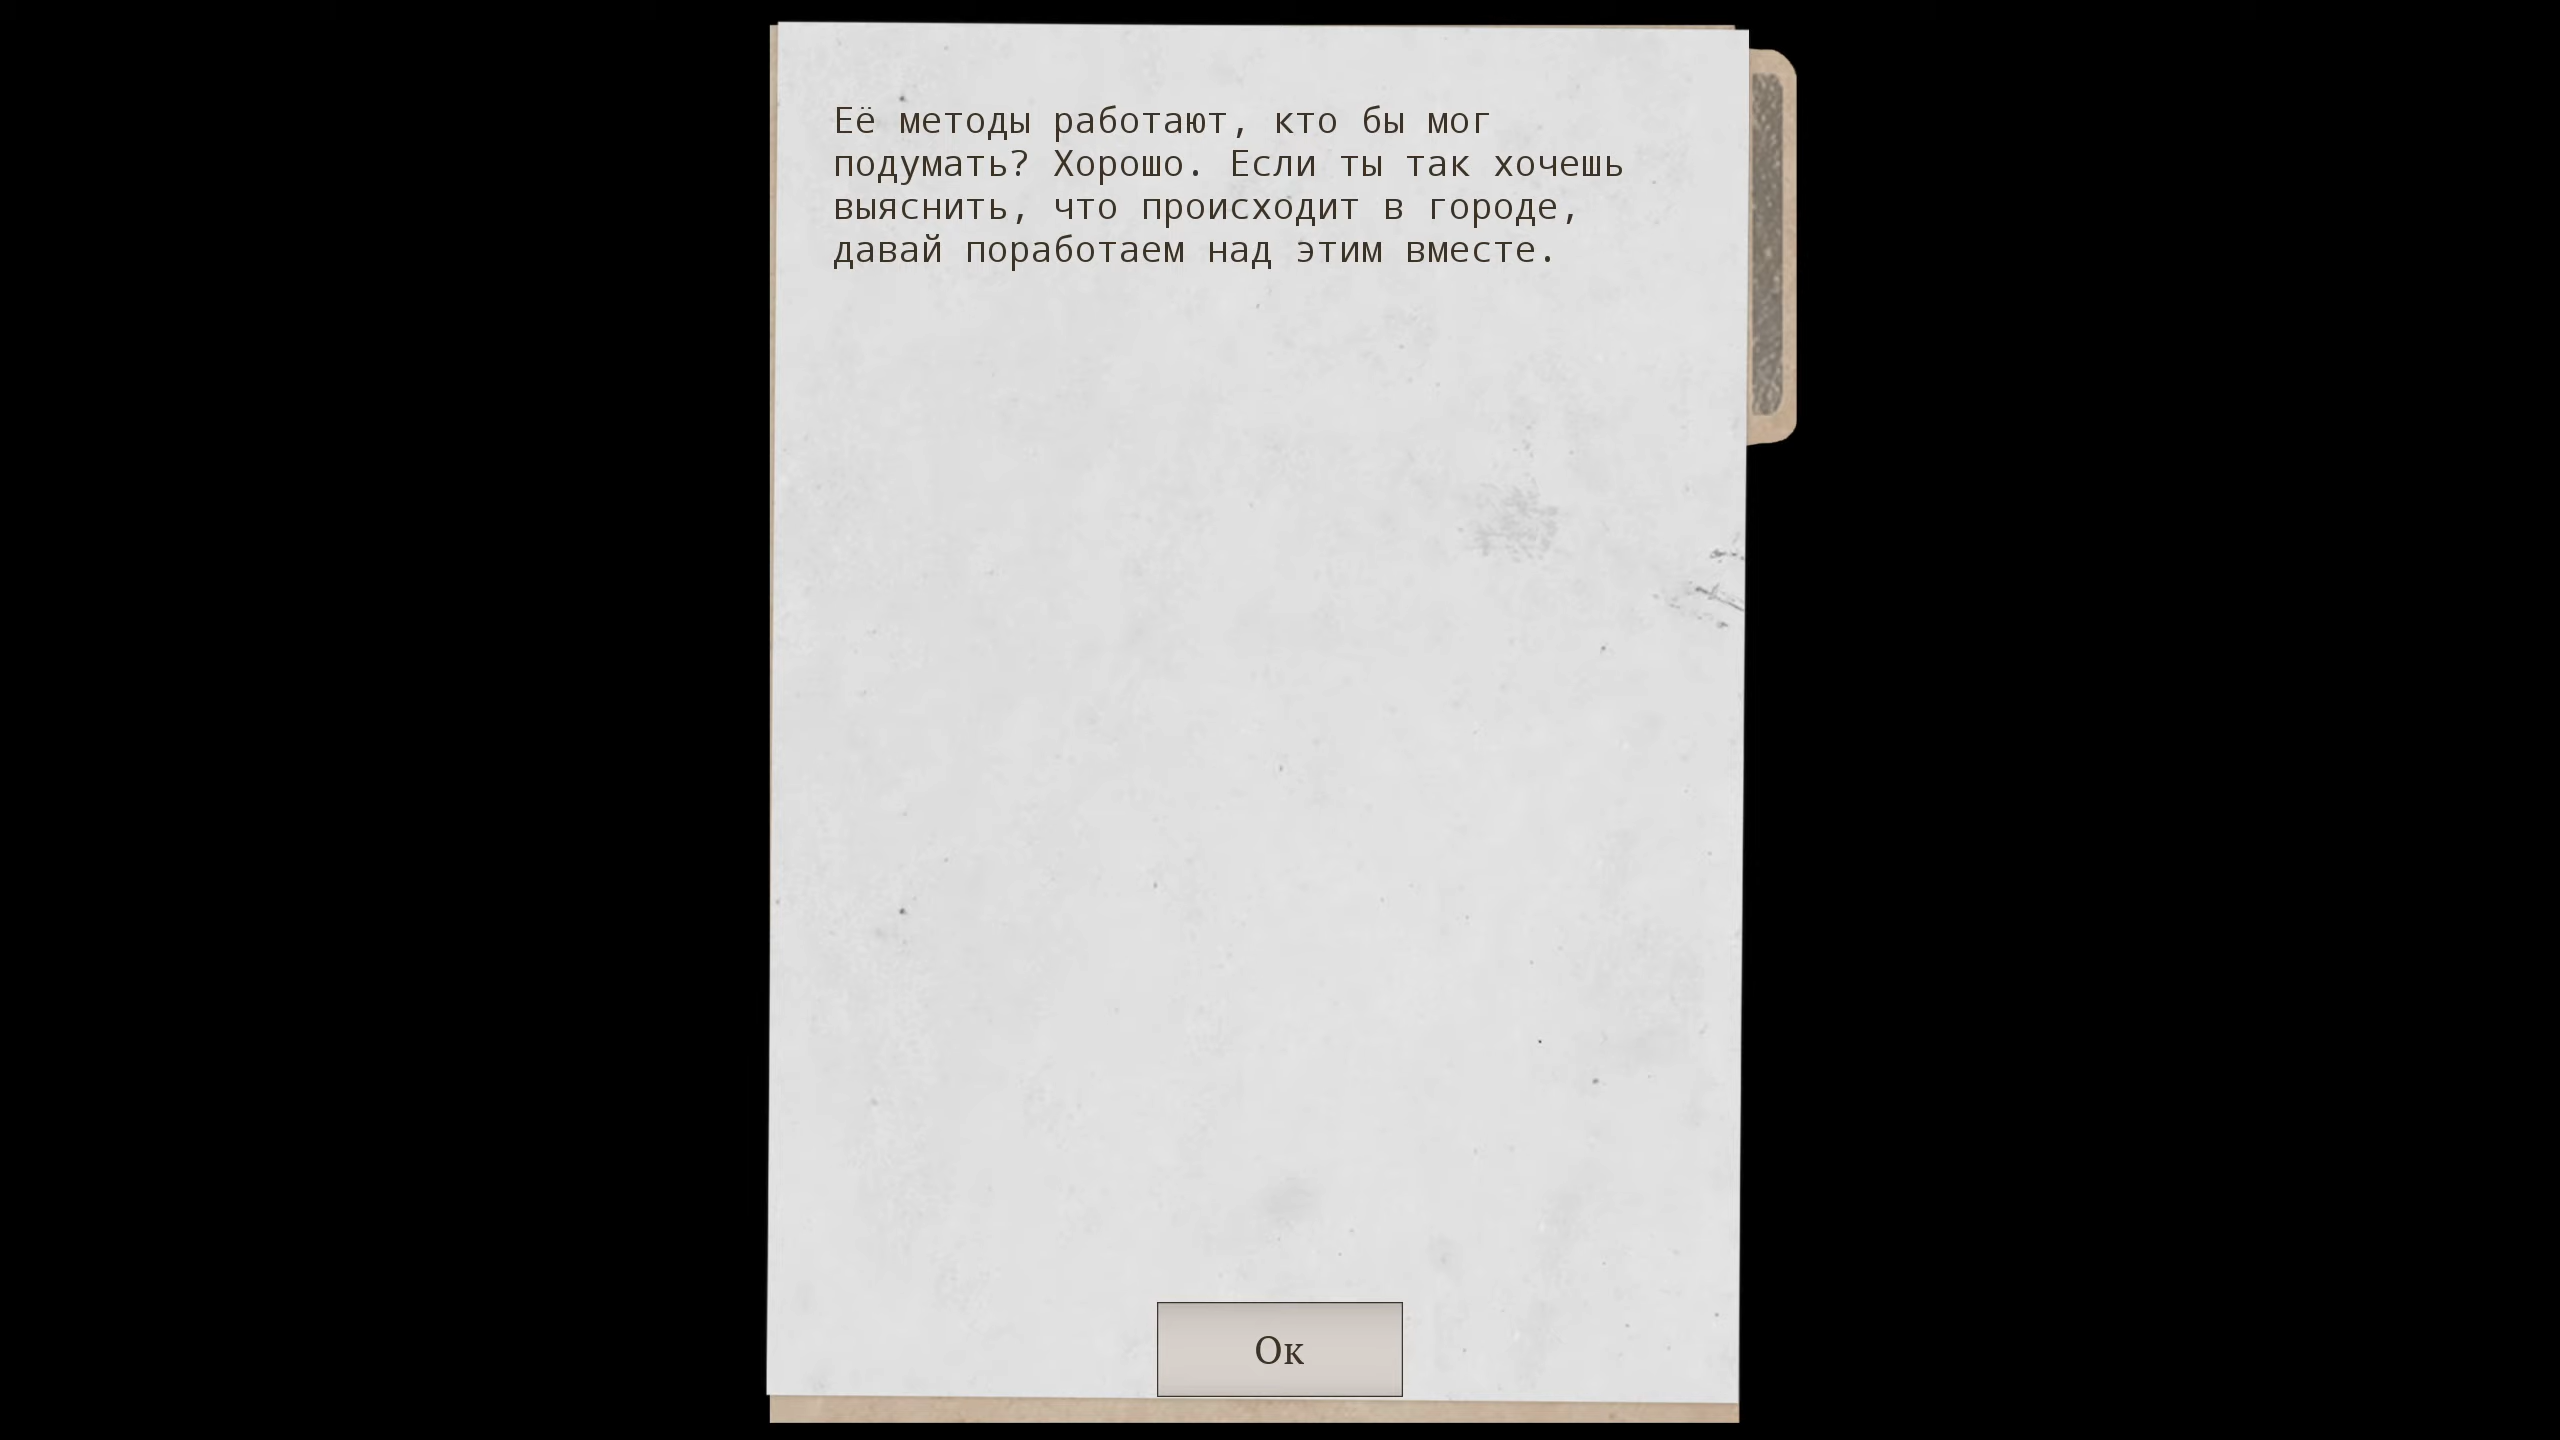 Её методы работают, кто бы мог
подумать? Хорошо. Если ты так хочешь
выяснить, что происходит в городе,
давай поработаем над этим вместе.
Ок